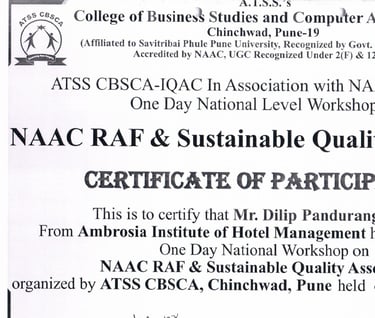 A.T.S.S.'s
ATSS CBSCA
College of Business Studies and Computer A
Chinchwad, Pune-19
(Affiliated to Savitribai Phule Pune University, Recognized by Govt.
Accredited by NAAC, UGC Recognized Under 2(F) & 12
ATSS CBSCA-IQAC In Association with NA
One Day National Level Workshop
NAAC RAF & Sustainable Quali
CERTIFICATE OF PARTICIP
This is to certify that Mr. Dilip Pandurang
From Ambrosia Institute of Hotel Management h
One Day National Workshop on
NAAC RAF & Sustainable Quality Asse
organized by ATSS CBSCA, Chinchwad, Pune held